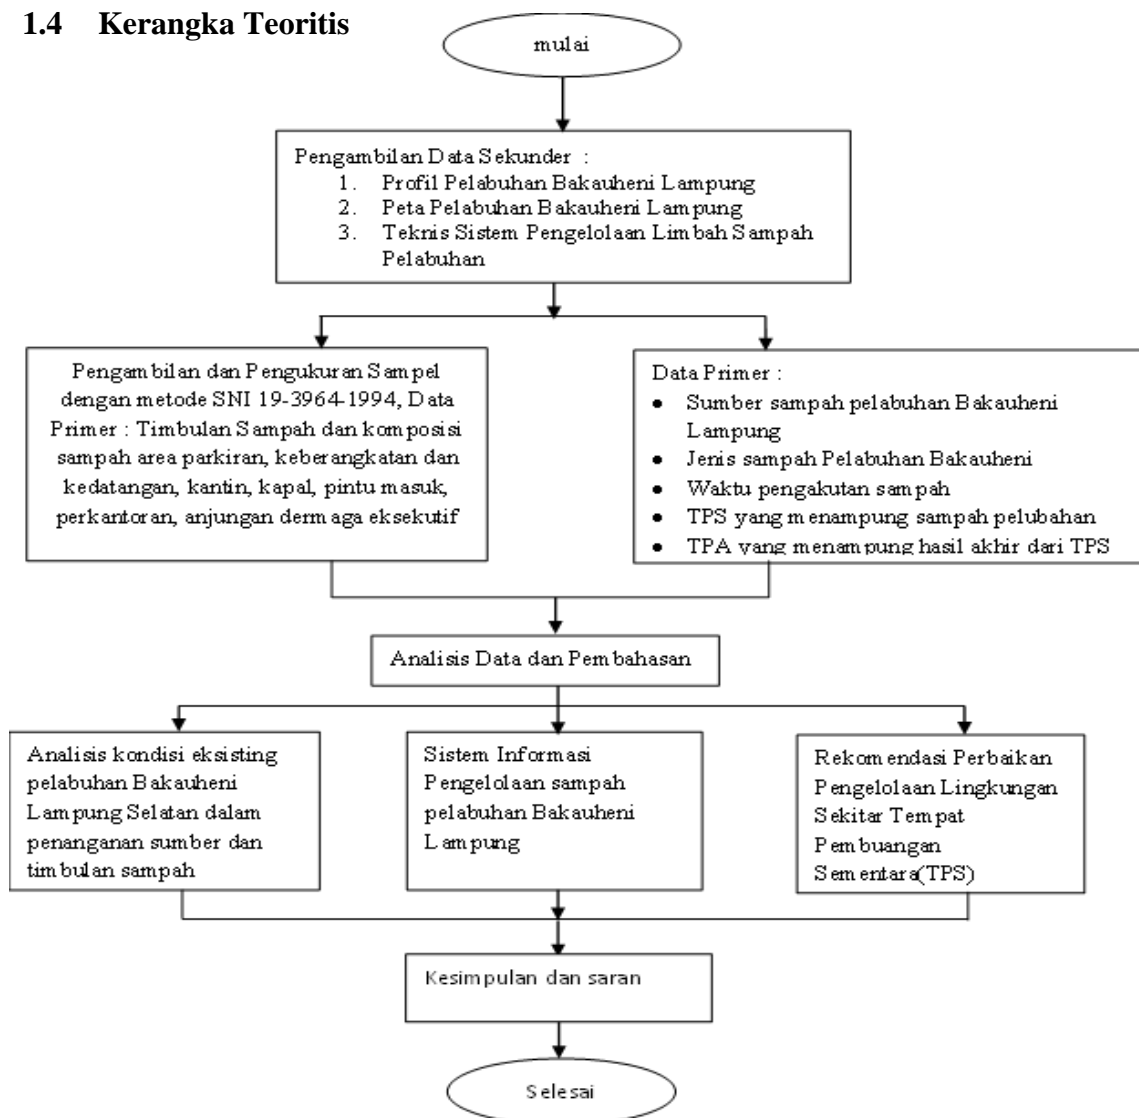 1.4 Kerangka Teoritis
mulai
Pengambilan Data Sekunder :
1. Profil Pelabuhan Bakauheni Lampung
2. Peta Pelabuhan Bakauheni Lampung
3. Teknis Sistem Pengelolaan Limbah Sampah
Pelabuhan
Pengambilan dan Pengukuran Sampel
dengan metode SNI 19-3964-1994, Data
Primer : Timbulan Sampah dan komposisi
sampah area parkiran, keberangkatan dan
kedatangan, kantin, kapal, pintu masuk,
perkantoran, anjungan dermaga eksekutif
Data Primer :
● Sumber sampah pelabuhan Bakauheni
Lampung
● Jenis sampah Pelabuhan Bakauheni
● Waktu pengakutan sampah
● TPS yang menampung sampah pelubahan
● TPA yang menampung hasil akhir dari TPS
Analisis Data dan Pembahasan
Analisis kondisi eksisting
pelabuhan Bakauheni
Lampung Selatan dalam
penanganan sumber dan
timbulan sampah
Sistem Informasi
Pengelolaan sampah
pelabuhan Bakauheni
Lampung
Rekomendasi Perbaikan
Pengelolaan Lingkungan
Sekitar Tempat
Pembuangan
Sementara(TPS)
Kesimpulan dan saran
Selesai